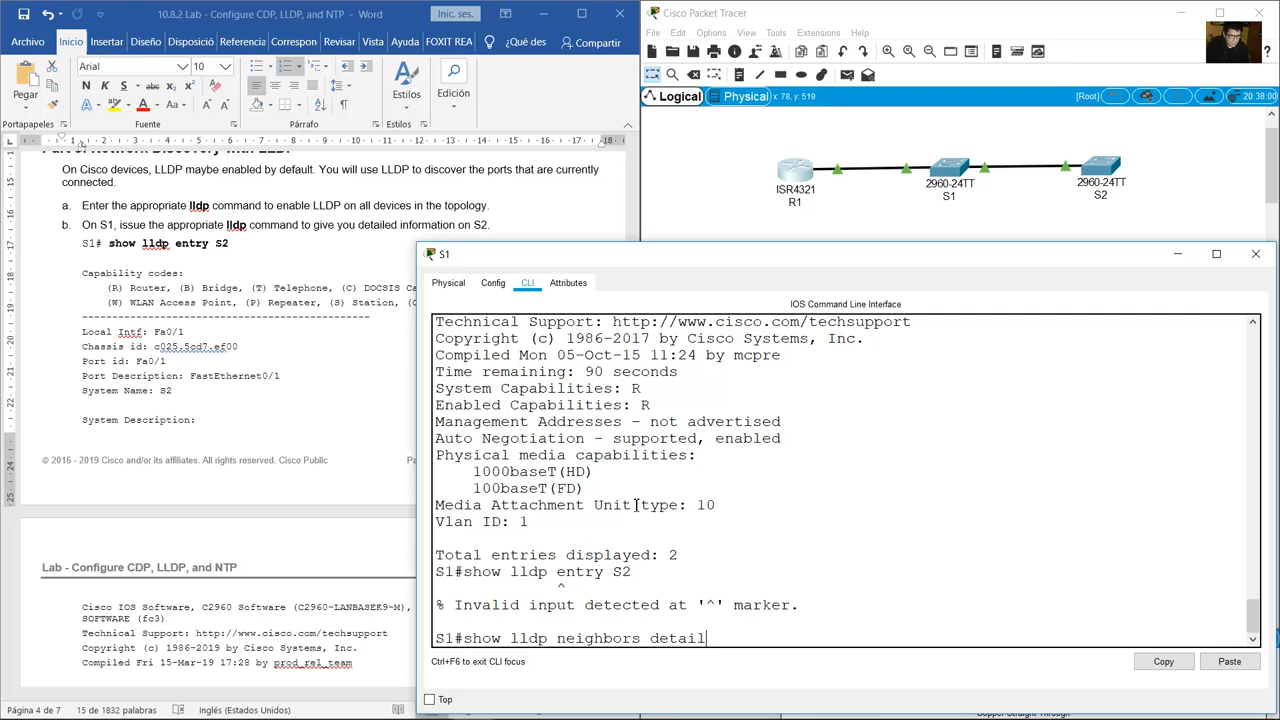 10.8.2 Lab - Configure CDP, LLDP, and NTP - Word
Inic. ses.
Archivo Inicio Insertar Diseño Disposició Referencia Correspon Revisar Vista Ayuda FOXIT REA ¿Qué des Compartir
Pegar
Arial 10
N K S abc x₂ x²
Estilos
Edición
Portapapeles Fuente Párrafo Estilos
On Cisco devices, LLDP maybe enabled by default. You will use LLDP to discover the ports that are currently
connected.
a. Enter the appropriate lldp command to enable LLDP on all devices in the topology.
b. On S1, issue the appropriate lldp command to give you detailed information on S2.
S1# show lldp entry S2
Capability codes:
(R) Router, (B) Bridge, (T) Telephone, (C) DOCSIS Ca
(W) WLAN Access Point, (P) Repeater, (S) Station, (
Local Intf: Fa0/1
Chassis id: c025.5cd7.ef00
Port id: Fa0/1
Port Description: FastEthernet0/1
System Name: S2
System Description:
© 2016 - 2019 Cisco and/or its affiliates. All rights reserved. Cisco Public
Lab - Configure CDP, LLDP, and NTP
Cisco IOS Software, C2960 Software (C2960-LANBASEK9-M),
SOFTWARE (fc3)
Technical Support: http://www.cisco.com/techsupport
Copyright (c) 1986-2019 by Cisco Systems, Inc.
Compiled Fri 15-Mar-19 17:28 by prod_rel_team
Página 4 de 7 15 de 1832 palabras Inglés (Estados Unidos)
Cisco Packet Tracer
File Edit Options View Tools Extensions Help
Logical Physical x: 78, y: 519 [Root] 20:38:00
ISR4321
R1
2960-24TT
S1
2960-24TT
S2
S1
Physical Config CLI Attributes
IOS Command Line Interface
Technical Support: http://www.cisco.com/techsupport
Copyright (c) 1986-2017 by Cisco Systems, Inc.
Compiled Mon 05-Oct-15 11:24 by mcpre
Time remaining: 90 seconds
System Capabilities: R
Enabled Capabilities: R
Management Addresses - not advertised
Auto Negotiation - supported, enabled
Physical media capabilities:
1000baseT(HD)
100baseT(FD)
Media Attachment Unit type: 10
Vlan ID: 1
Total entries displayed: 2
S1#show lldp entry S2
^
% Invalid input detected at '^' marker.
S1#show lldp neighbors detail
Ctrl+F6 to exit CLI focus
Copy Paste
Top